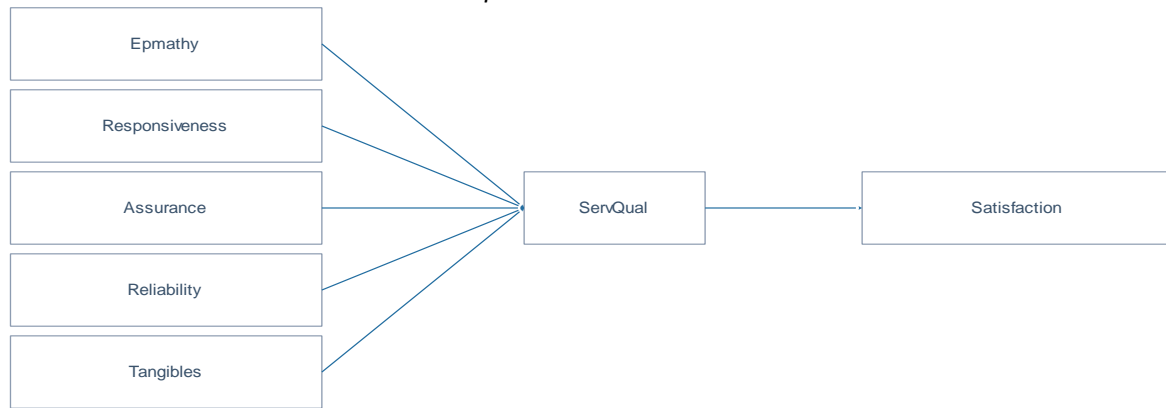 Epmathy
Responsiveness
Assurance
ServQual
Satisfaction
Reliability
Tangibles